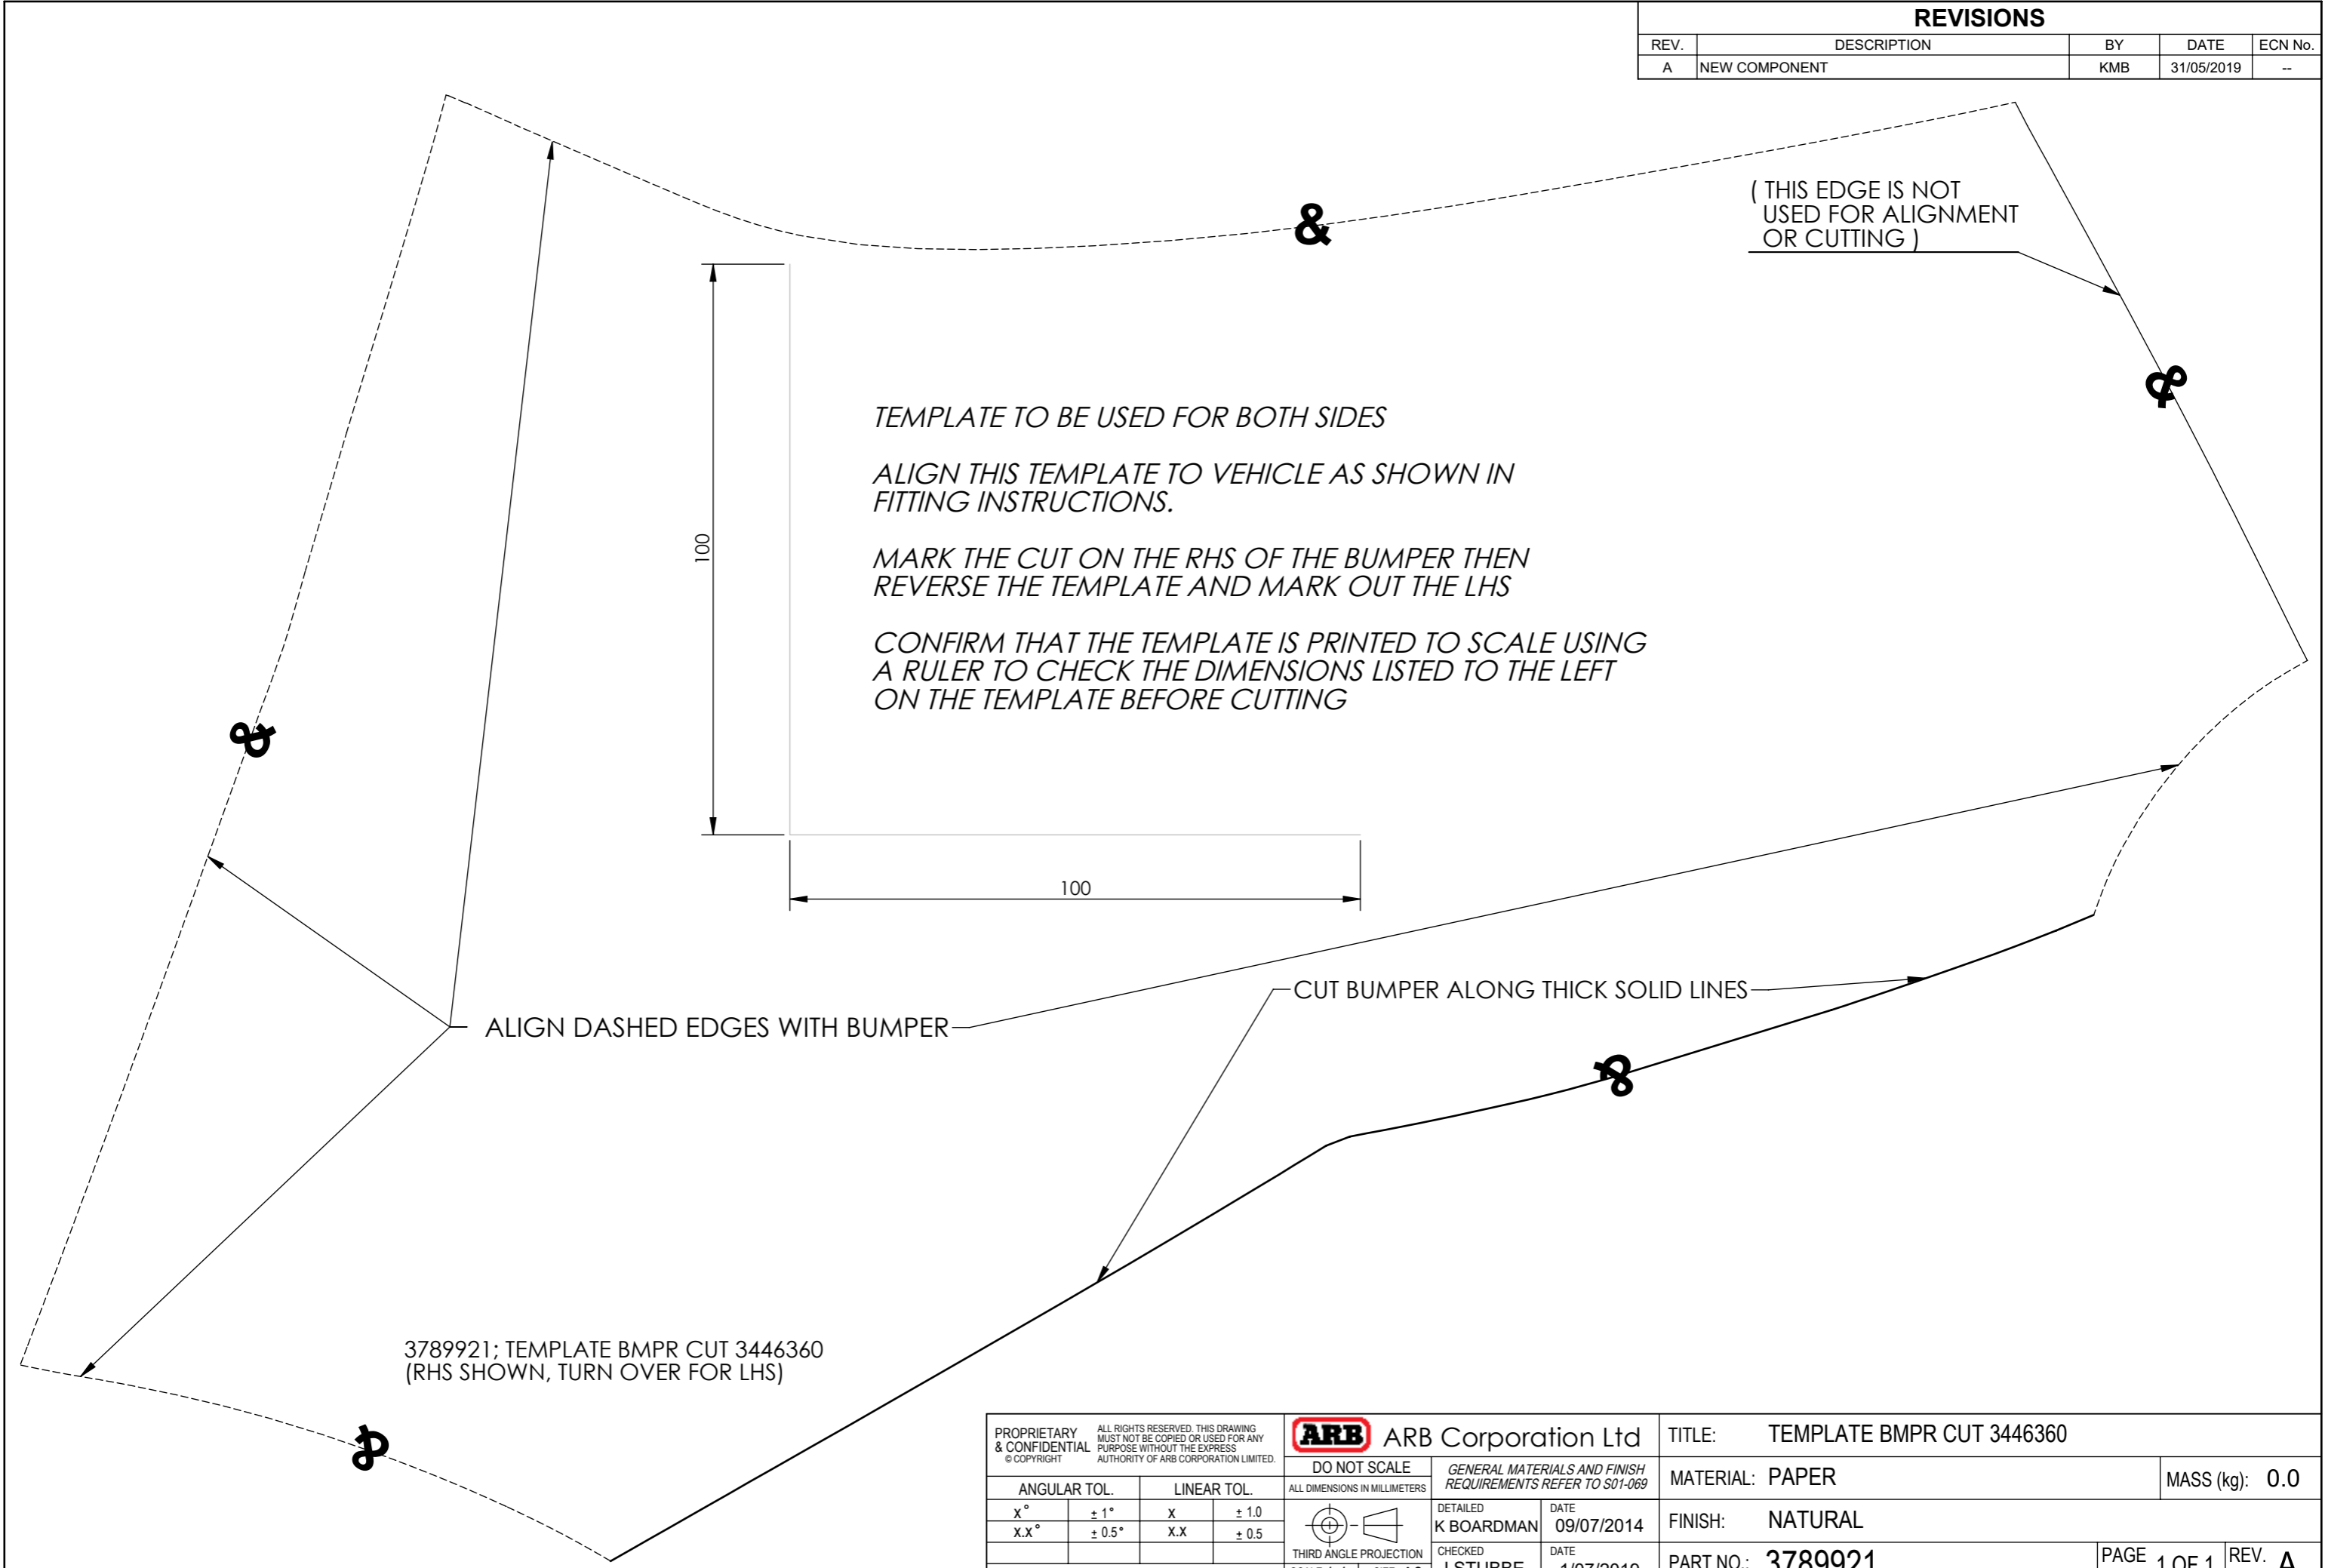 REVISIONS
REV. DESCRIPTION BY DATE ECN No.
A NEW COMPONENT KMB 31/05/2019 --
( THIS EDGE IS NOT
USED FOR ALIGNMENT
OR CUTTING )
&
&
TEMPLATE TO BE USED FOR BOTH SIDES
ALIGN THIS TEMPLATE TO VEHICLE AS SHOWN IN
FITTING INSTRUCTIONS.
100
MARK THE CUT ON THE RHS OF THE BUMPER THEN
REVERSE THE TEMPLATE AND MARK OUT THE LHS
CONFIRM THAT THE TEMPLATE IS PRINTED TO SCALE USING
A RULER TO CHECK THE DIMENSIONS LISTED TO THE LEFT
ON THE TEMPLATE BEFORE CUTTING
&
100
CUT BUMPER ALONG THICK SOLID LINES
ALIGN DASHED EDGES WITH BUMPER
&
3789921; TEMPLATE BMPR CUT 3446360
(RHS SHOWN, TURN OVER FOR LHS)
&
PROPRIETARY
& CONFIDENTIAL
© COPYRIGHT
ALL RIGHTS RESERVED. THIS DRAWING
MUST NOT BE COPIED OR USED FOR ANY
PURPOSE WITHOUT THE EXPRESS
AUTHORITY OF ARB CORPORATION LIMITED.
ARB ARB Corporation Ltd
TITLE: TEMPLATE BMPR CUT 3446360
DO NOT SCALE
ALL DIMENSIONS IN MILLIMETERS
GENERAL MATERIALS AND FINISH
REQUIREMENTS REFER TO S01-069
MATERIAL: PAPER MASS (kg): 0.0
ANGULAR TOL. LINEAR TOL.
X° ± 1° X ± 1.0
X.X° ± 0.5° X.X ± 0.5
THIRD ANGLE PROJECTION
DETAILED DATE
K BOARDMAN 09/07/2014
FINISH: NATURAL
CHECKED DATE
PART NO.: 3789921 PAGE 1 OF 1 REV. A